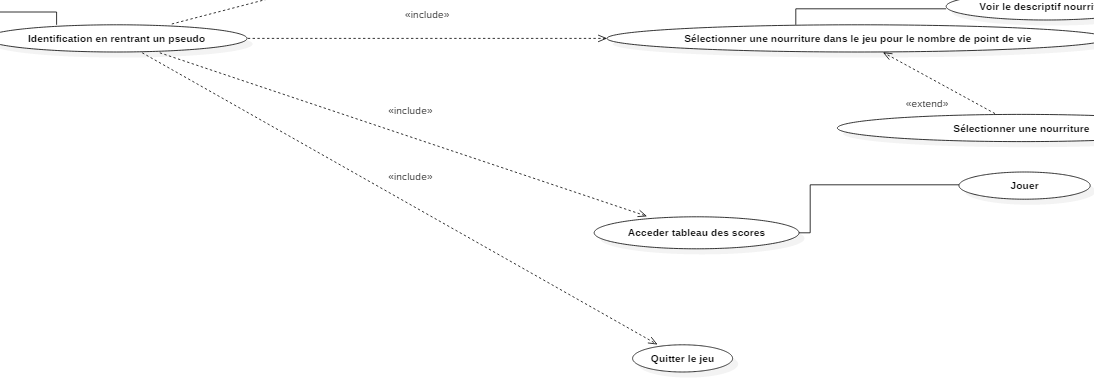 Voir le descriptif nourri
«include»
Identification en rentrant un pseudo
Sélectionner une nourriture dans le jeu pour le nombre de point de vie
«extend»
«include»
Sélectionner une nourriture
«include»
Jouer
Acceder tableau des scores
Quitter le jeu